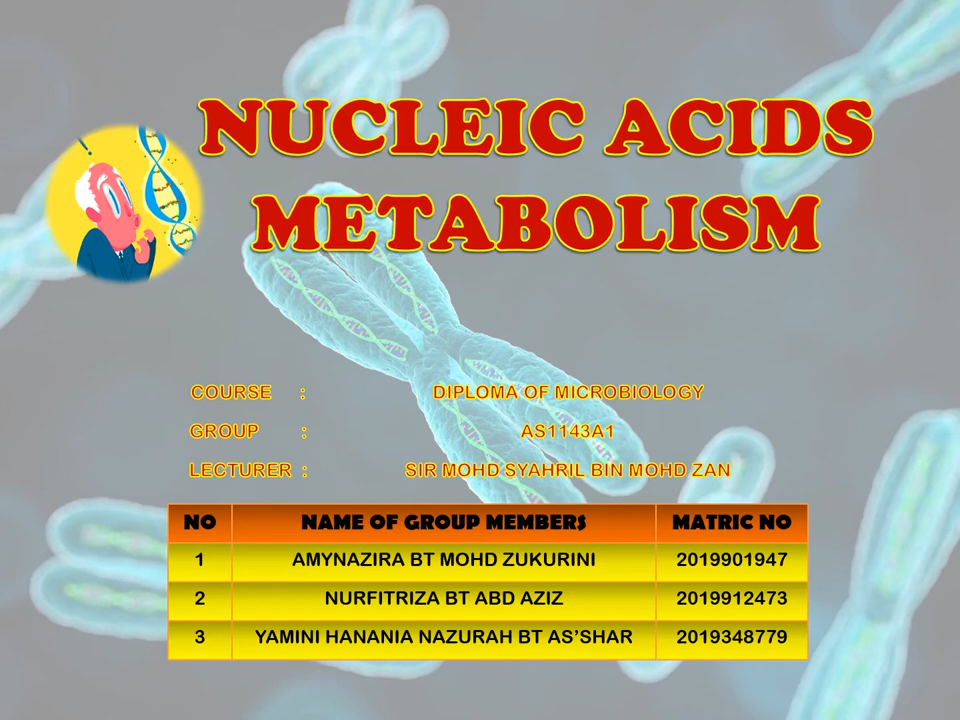 NUCLEIC ACIDS
METABOLISM
COURSE : DIPLOMA OF MICROBIOLOGY
GROUP : AS1143A1
LECTURER : SIR MOHD SYAHRIL BIN MOHD ZAN
NO NAME OF GROUP MEMBERS MATRIC NO
1 AMYNAZIRA BT MOHD ZUKURINI 2019901947
2 NURFITRIZA BT ABD AZIZ 2019912473
3 YAMINI HANANIA NAZURAH BT AS’SHAR 2019348779